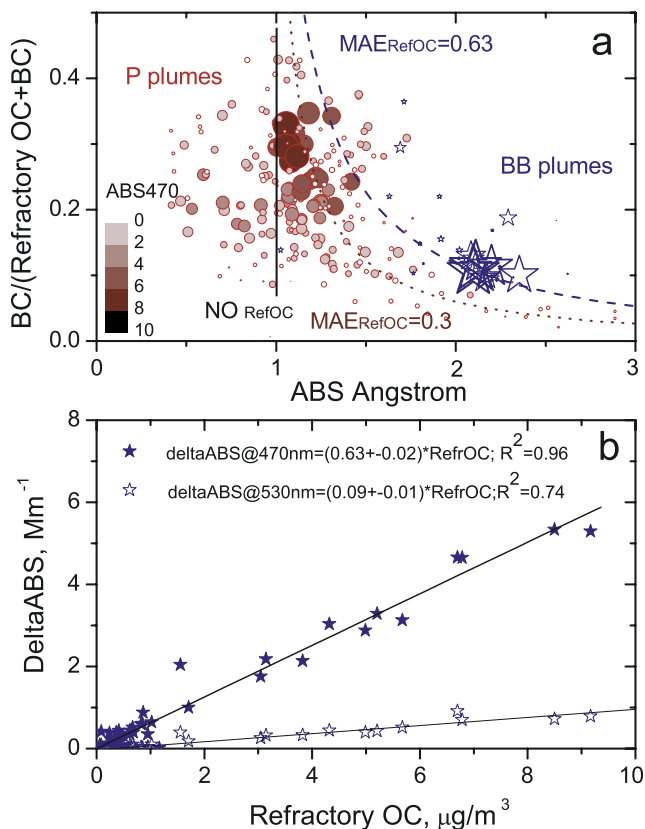 a
MAERefOC=0.63
P plumes
BB plumes
0.4
0.2
0.0
BC/(Refractory OC+BC)
ABS470
0
2
4
6
8
10
NO RefOC
MAERefOC=0.3
0 1 2 3
ABS Angstrom
b
deltaABS@470nm=(0.63+-0.02)*RefrOC; R²=0.96
deltaABS@530nm=(0.09+-0.01)*RefrOC;R²=0.74
8
6
4
2
0
DeltaABS, Mm⁻¹
0 2 4 6 8 10
Refractory OC, μg/m³